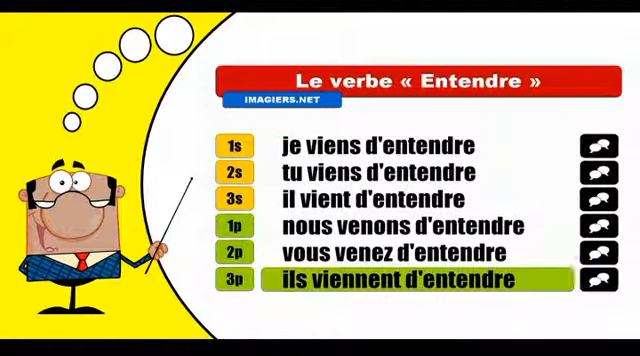 Le verbe « Entendre »
IMAGIERS.NET
1s je viens d'entendre
2s tu viens d'entendre
3s il vient d'entendre
1p nous venons d'entendre
2p vous venez d'entendre
3p ils viennent d'entendre